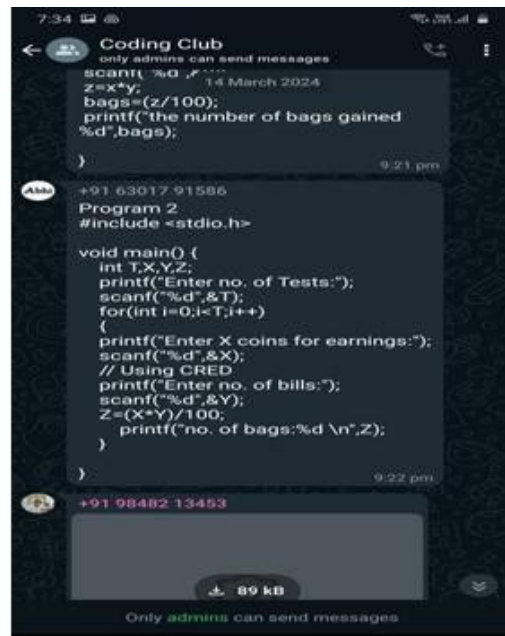 7:34
Coding Club
only admins can send messages
scanf("%d",
14 March 2024
z=x*y;
bags=(z/100);
printf("the number of bags gained
%d",bags);
}
9:21 pm
Abhi
+91 63017 91586
Program 2
#include <stdio.h>
void main() {
int T,X,Y,Z;
printf("Enter no. of Tests:");
scanf("%d",&T);
for(int i=0;i<T;i++)
{
printf("Enter X coins for earnings:");
scanf("%d",&X);
// Using CRED
printf("Enter no. of bills:");
scanf("%d",&Y);
Z=(X*Y)/100;
printf("no. of bags:%d \n",Z);
}
}
9:22 pm
+91 98482 13453
89 kB
Only admins can send messages